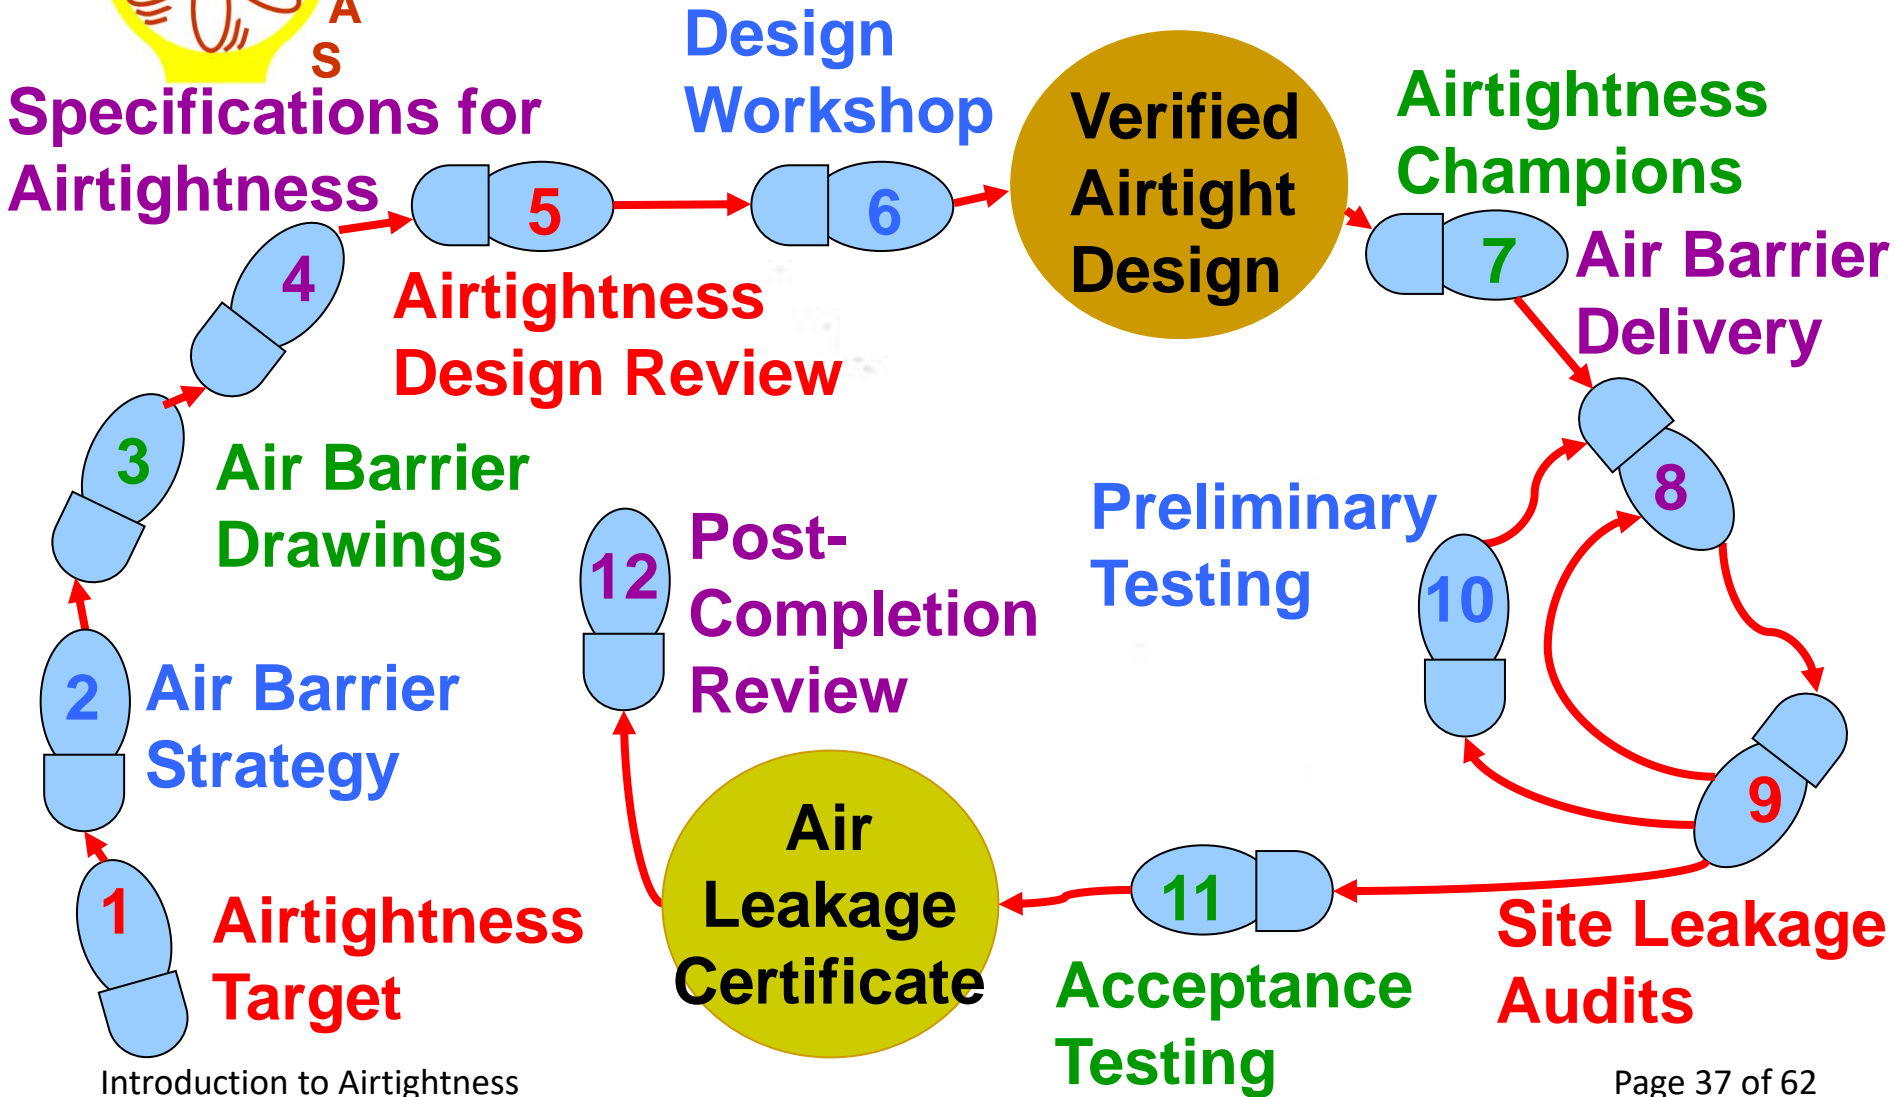 A
S
Specifications for
Airtightness
Design
Workshop
Verified
Airtight
Design
Airtightness
Champions
Air Barrier
Delivery
4
5
6
7
Airtightness
Design Review
3
Air Barrier
Drawings
8
Preliminary
Testing
10
12
Post-
Completion
Review
2
Air Barrier
Strategy
9
Site Leakage
Audits
11
Acceptance
Testing
Air
Leakage
Certificate
1
Airtightness
Target
Introduction to Airtightness
Page 37 of 62